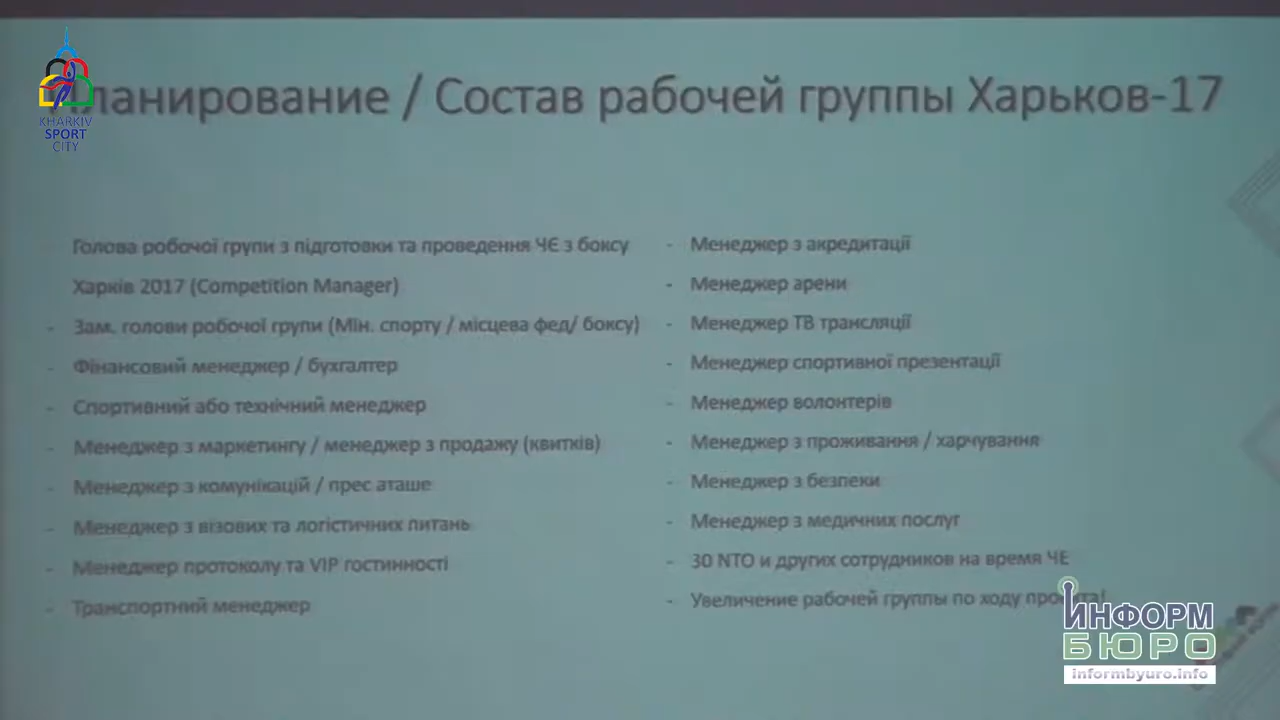 KHARKIV
SPORT
CITY
ланирование / Состав рабочей группы Харьков-17
Голова робочої групи з підготовки та проведення ЧЄ з боксу
Харків 2017 (Competition Manager)
- Зам. голови робочої групи (Мін. спорту / місцева фед/ боксу)
- Фінансовий менеджер / бухгалтер
- Спортивний або технічний менеджер
- Менеджер з маркетингу / менеджер з продажу (квитків)
- Менеджер з комунікацій / прес аташе
- Менеджер з візових та логістичних питань
- Менеджер протоколу та VIP гостинності
- Транспортний менеджер
- Менеджер з акредитації
- Менеджер арени
- Менеджер ТВ трансляції
- Менеджер спортивної презентації
- Менеджер волонтерів
- Менеджер з проживання / харчування
- Менеджер з безпеки
- Менеджер з медичних послуг
- 30 NTO и других сотрудников на время ЧЕ
- Увеличение рабочей группы по ходу проекта!
ИНФОРМ
БЮРО
informbyuro.info